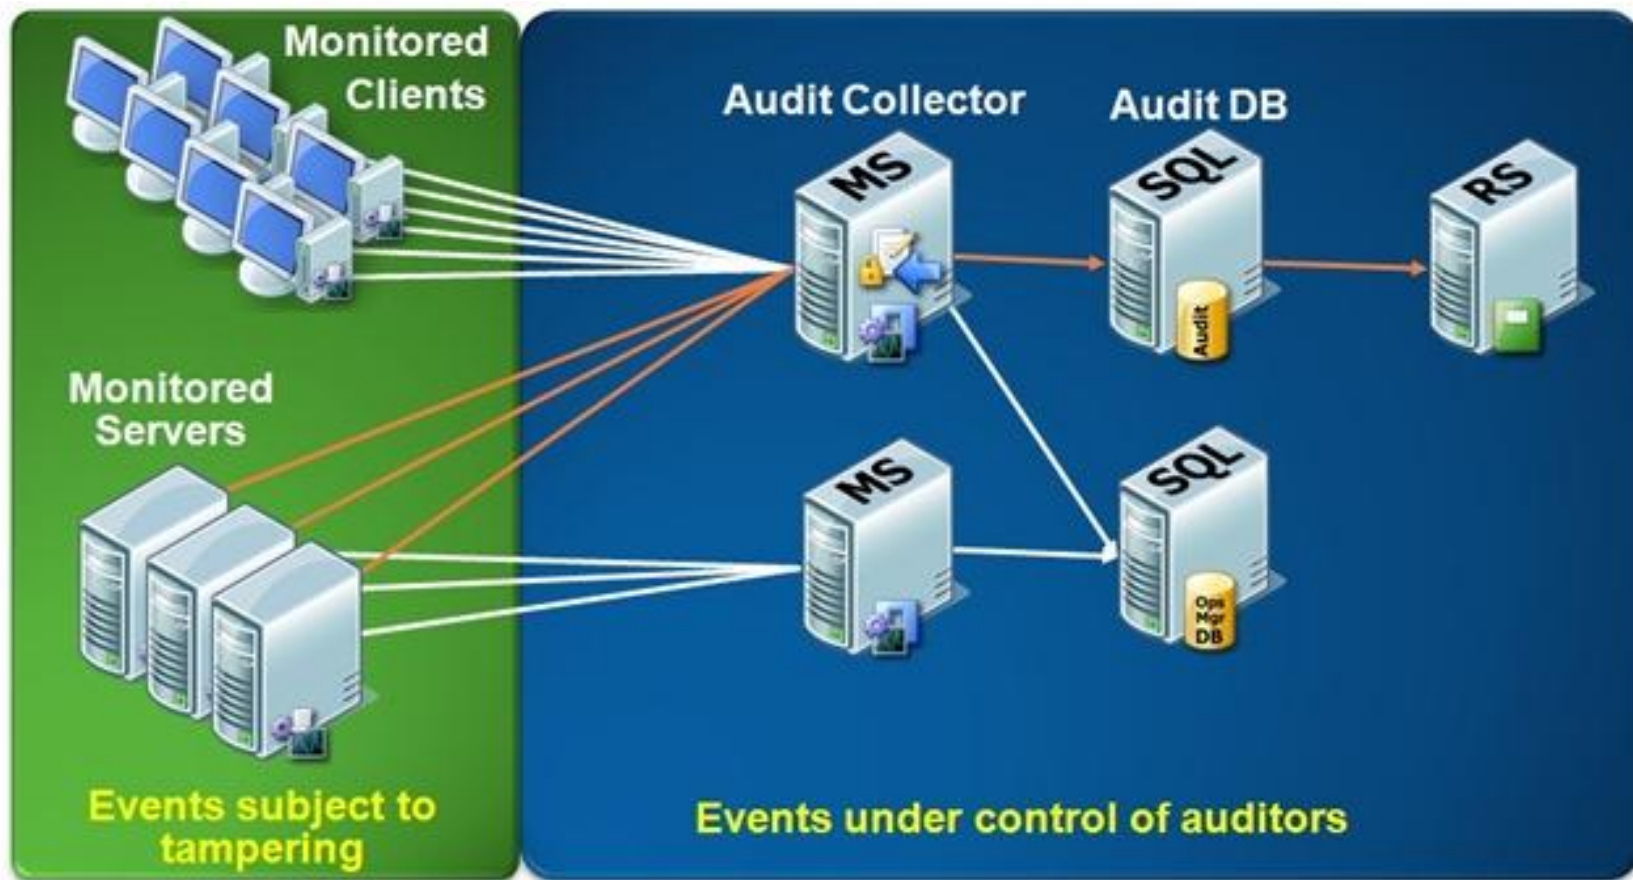 Monitored
Clients
Audit Collector
Audit DB
MS
SQL
RS
Audit
Monitored
Servers
MS
SQL
Ops
Mgr
DB
Events subject to
tampering
Events under control of auditors